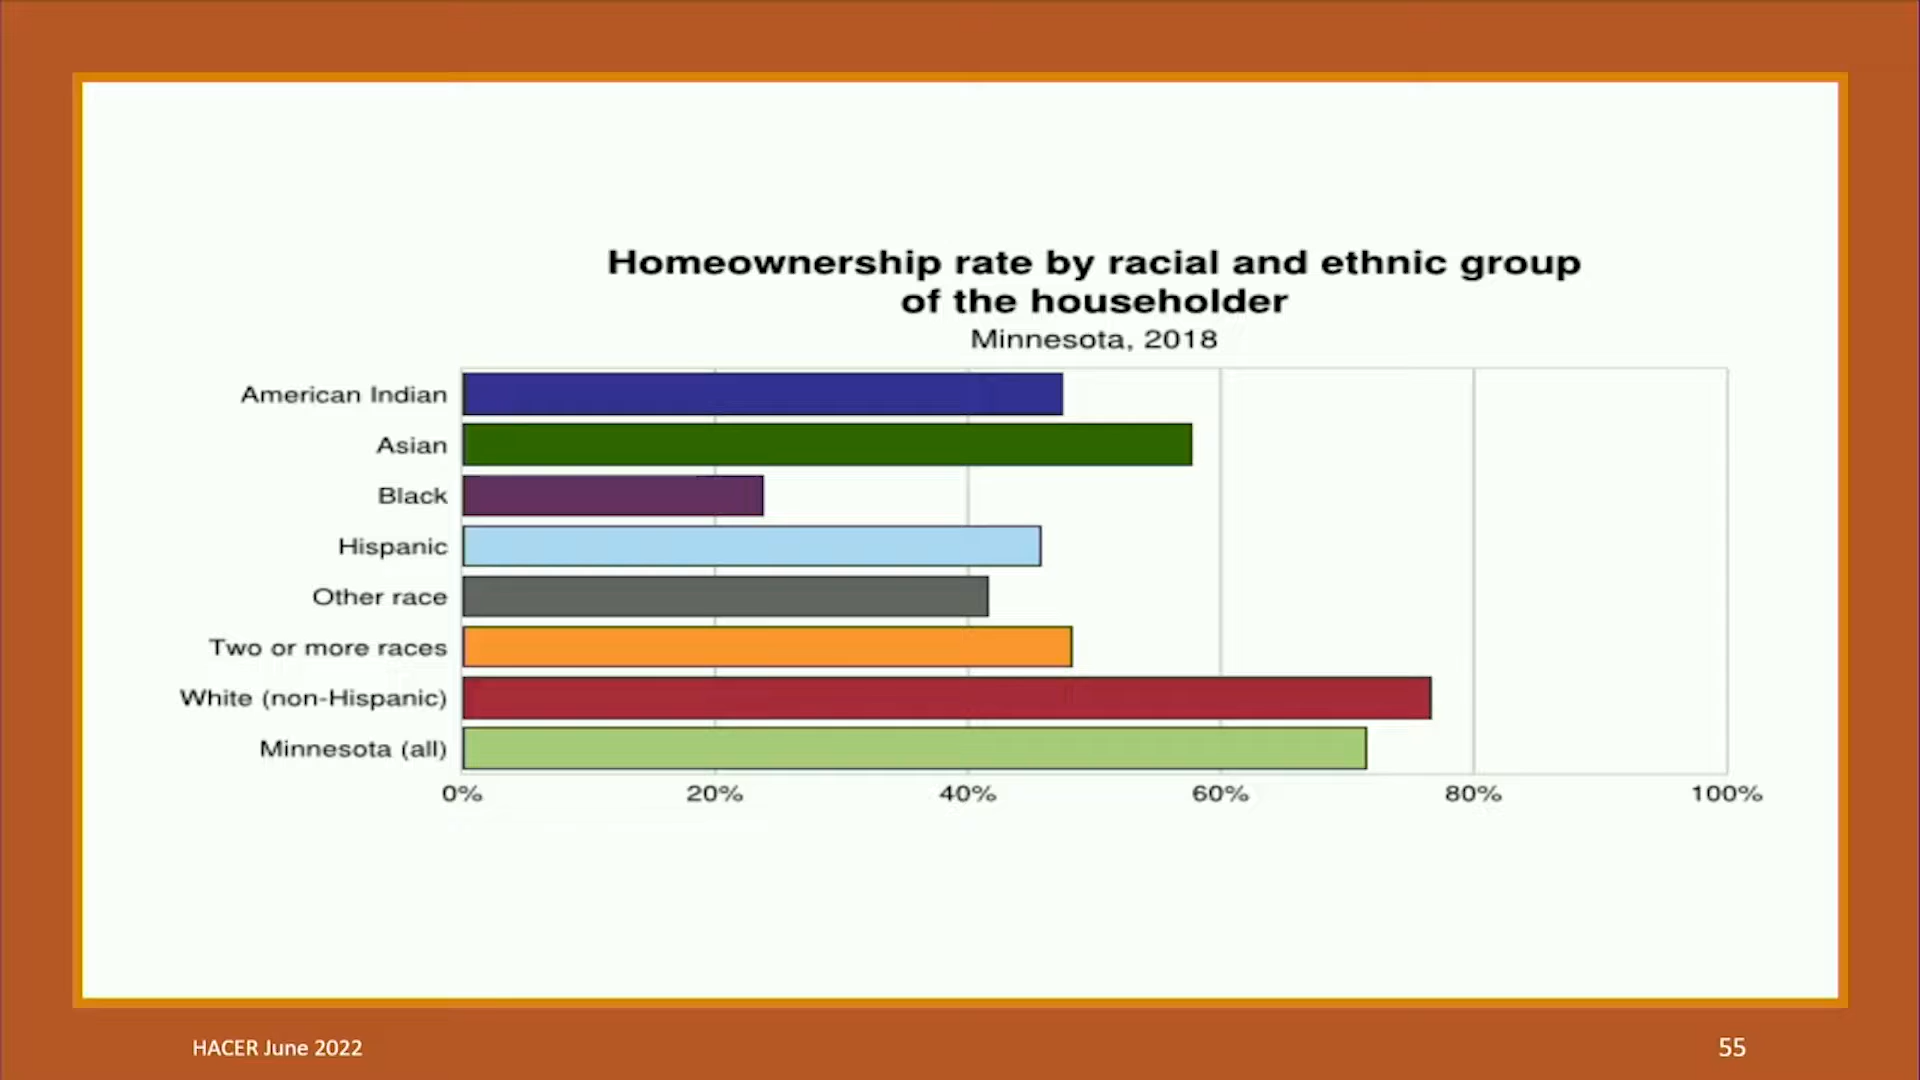 Homeownership rate by racial and ethnic group
of the householder
Minnesota, 2018
American Indian
Asian
Black
Hispanic
Other race
Two or more races
White (non-Hispanic)
Minnesota (all)
0% 20% 40% 60% 80% 100%
HACER June 2022
55